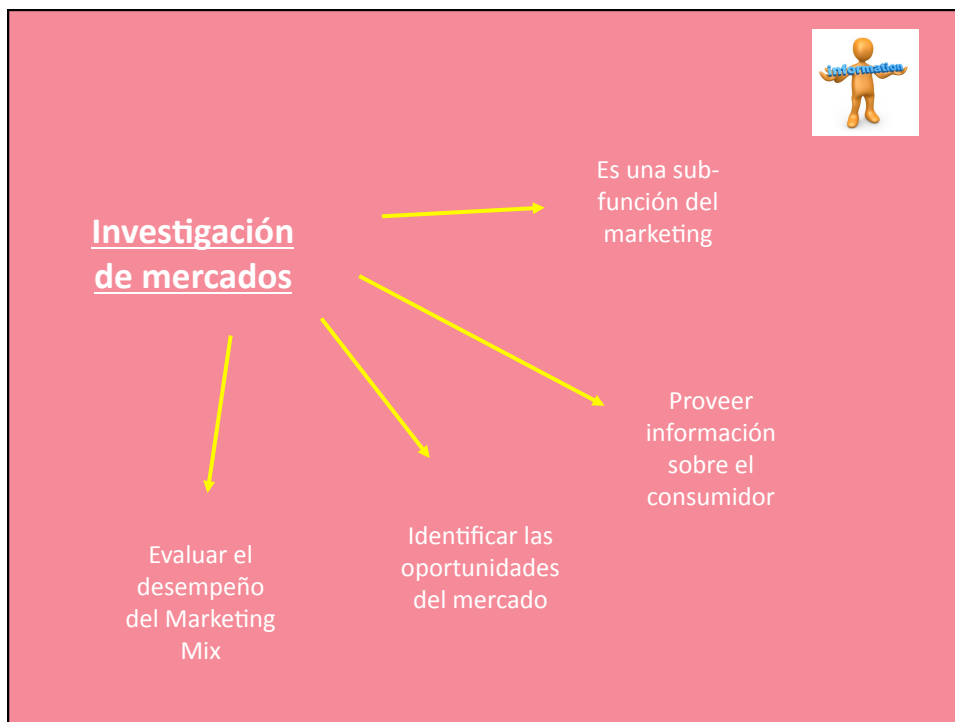 information
Es una sub-
función del
marketing
Investigación
de mercados
Proveer
información
sobre el
consumidor
Identificar las
oportunidades
del mercado
Evaluar el
desempeño
del Marketing
Mix